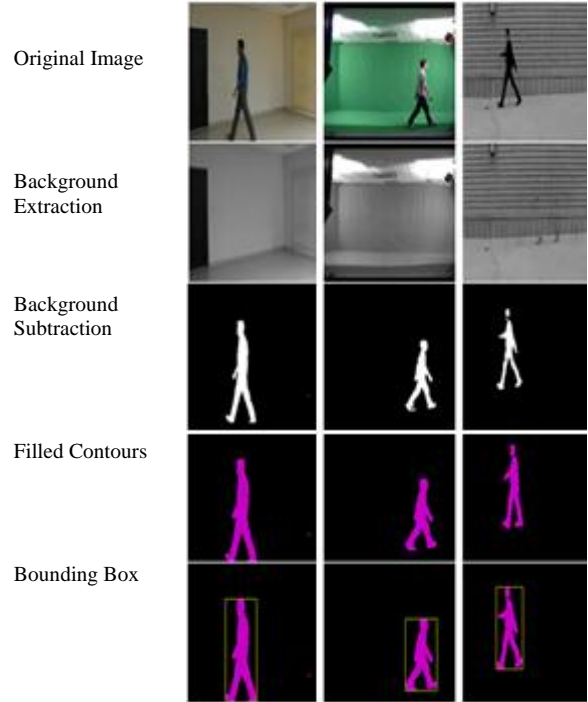 Original Image
Background
Extraction
Background
Subtraction
Filled Contours
Bounding Box